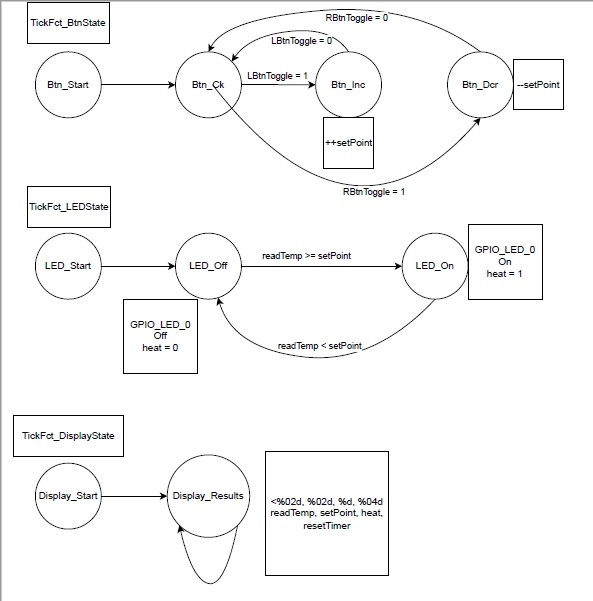 TickFct_BtnState
RBtnToggle = 0
LBtnToggle = 0
Btn_Start
Btn_Ck
LBtnToggle = 1
Btn_Inc
Btn_Dcr
--setPoint
++setPoint
RBtnToggle = 1
TickFct_LEDState
LED_Start
LED_Off
readTemp >= setPoint
LED_On
GPIO_LED_0
On
heat = 1
GPIO_LED_0
Off
heat = 0
readTemp < setPoint
TickFct_DisplayState
Display_Start
Display_Results
<%02d, %02d, %d, %04d
readTemp, setPoint, heat,
resetTimer